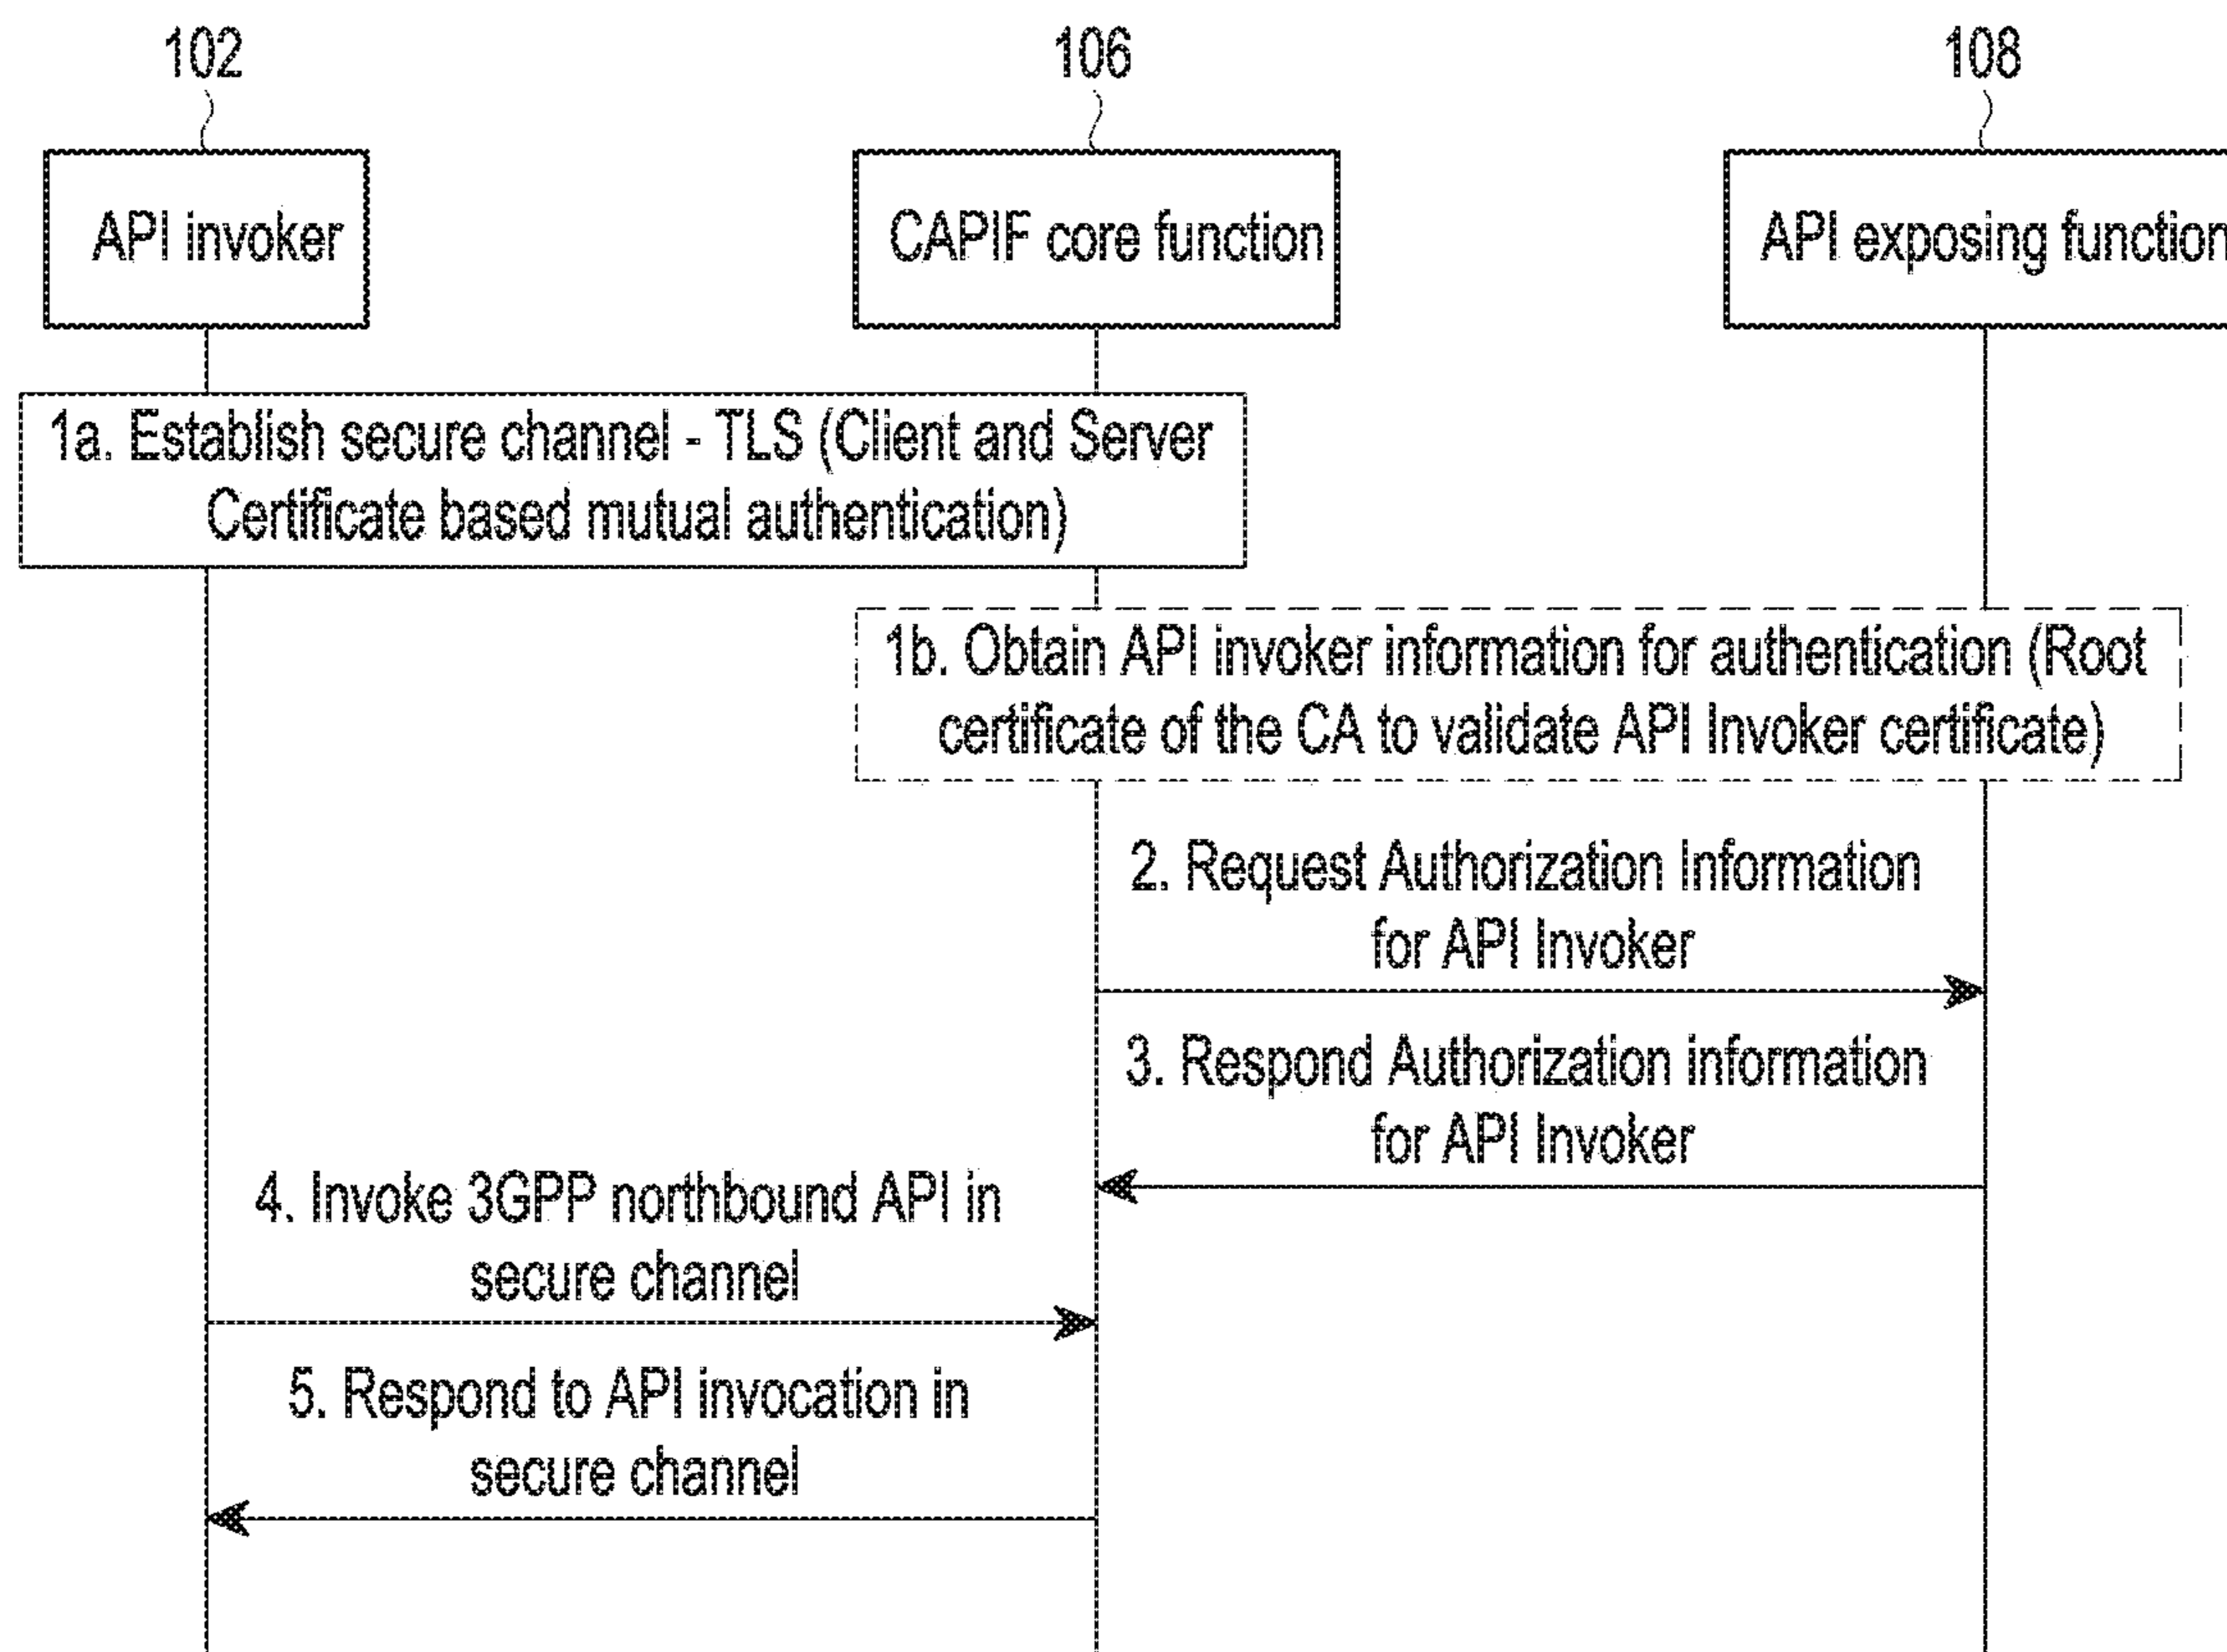 102
106
108
API invoker
CAPIF core function
API exposing function
1a. Establish secure channel - TLS (Client and Server
Certificate based mutual authentication)
1b. Obtain API invoker information for authentication (Root
certificate of the CA to validate API Invoker certificate)
2. Request Authorization Information
for API Invoker
3. Respond Authorization information
for API Invoker
4. Invoke 3GPP northbound API in
secure channel
5. Respond to API invocation in
secure channel